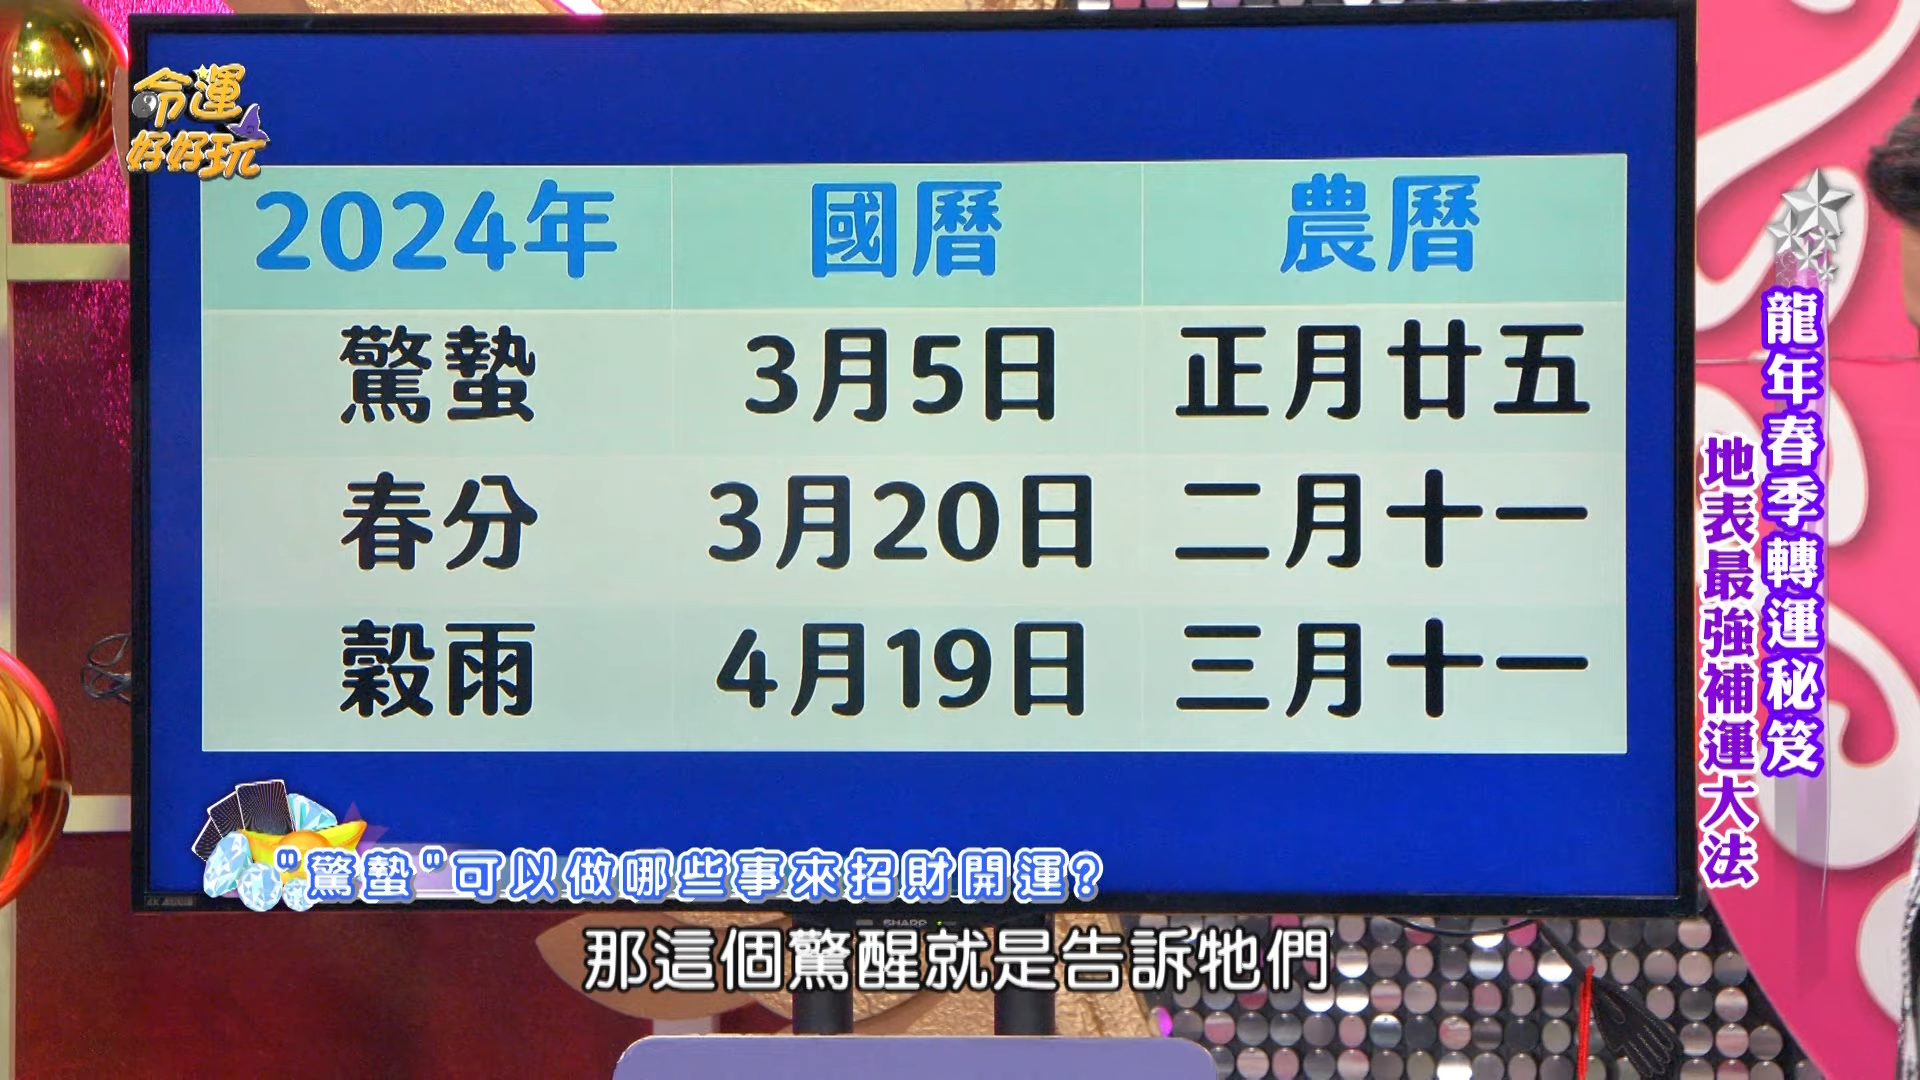 命運
好好玩
2024年 國曆 農曆
驚蟄 3月5日 正月廿五
春分 3月20日 二月十一
穀雨 4月19日 三月十一
龍年春季轉運秘笈
地表最強補運大法
"驚蟄"可以做哪些事來招財開運?
SHARP
那這個驚醒就是告訴牠們